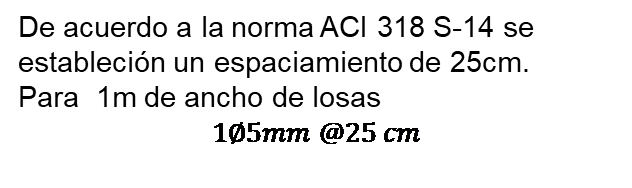 De acuerdo a la norma ACI 318 S-14 se
estableción un espaciamiento de 25cm.
Para 1m de ancho de losas
1∅5mm @25 cm